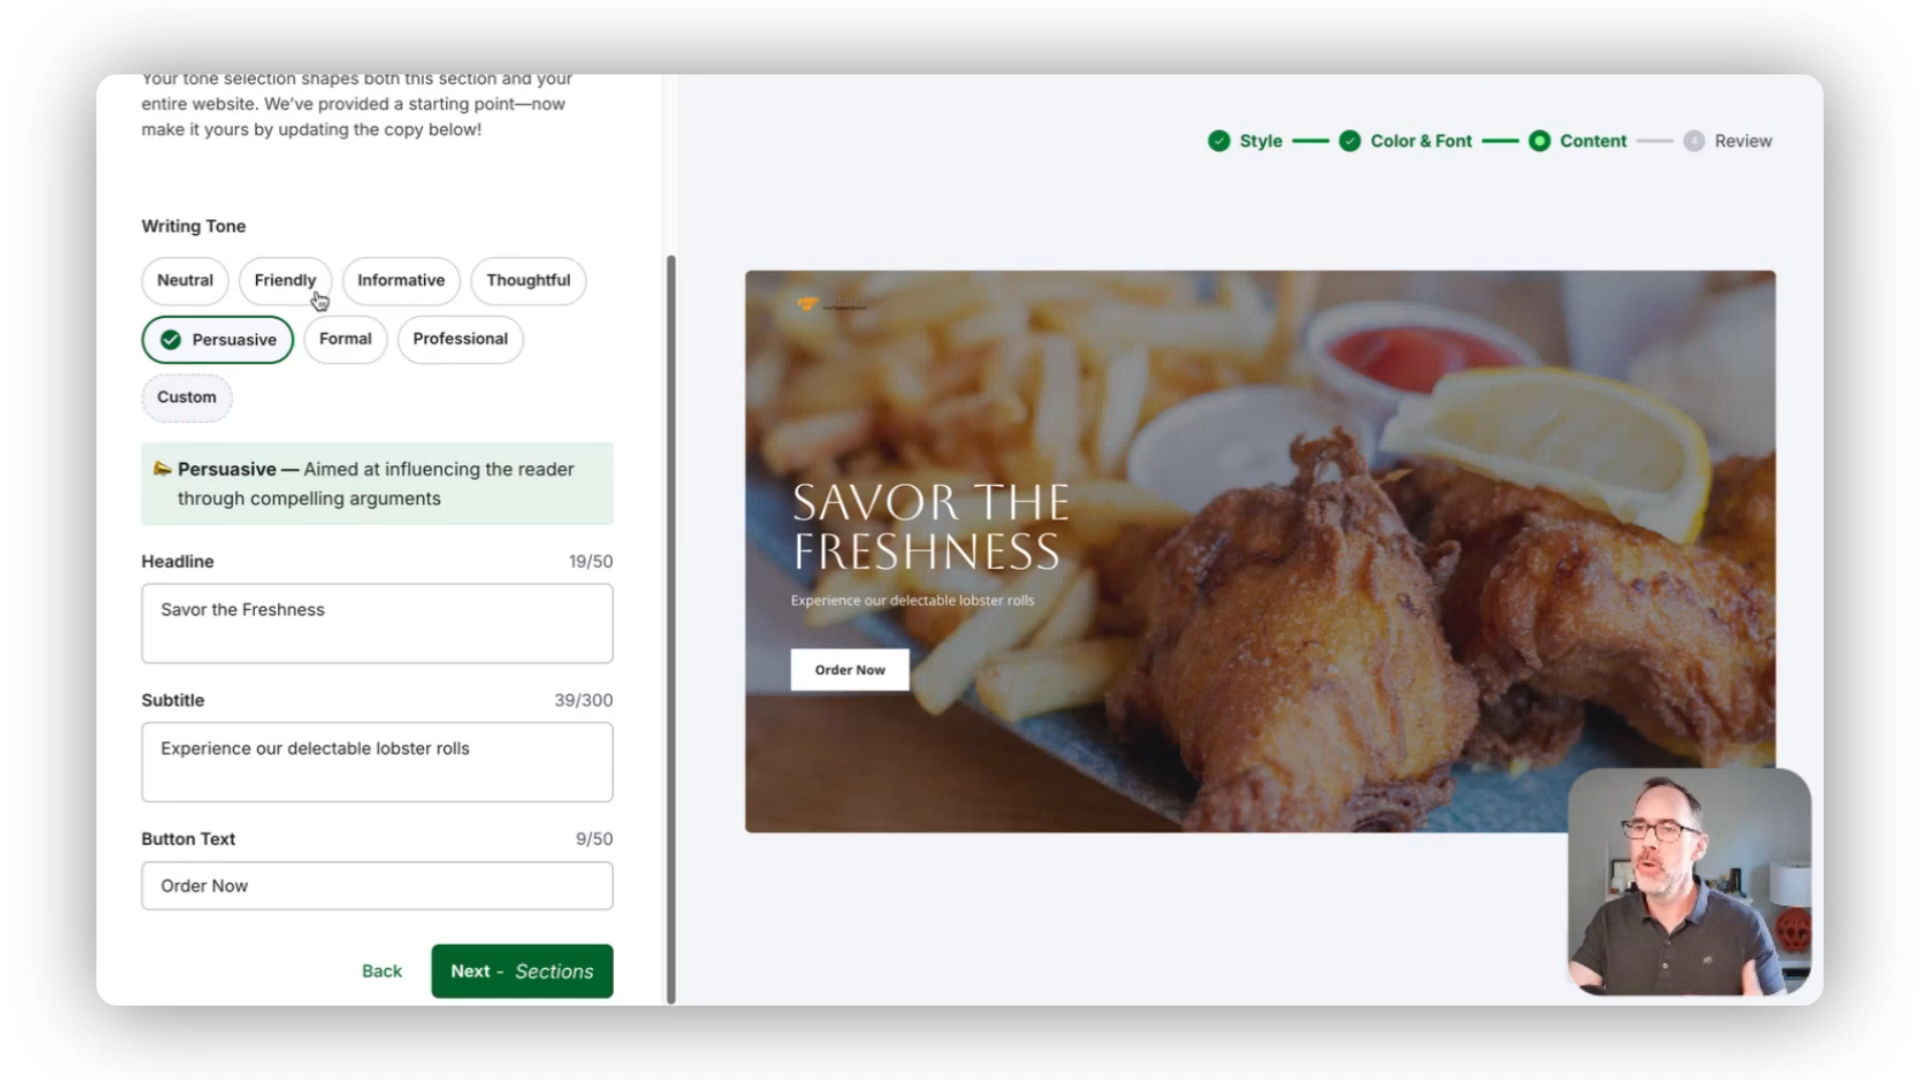 Your tone selection shapes both this section and your
entire website. We've provided a starting point—now
make it yours by updating the copy below!
Style
Color & Font
Content
4
Review
Writing Tone
Neutral
Friendly
Informative
Thoughtful
Persuasive
Formal
Professional
Custom
Persuasive — Aimed at influencing the reader
through compelling arguments
Headline
19/50
Savor the Freshness
Subtitle
39/300
Experience our delectable lobster rolls
Button Text
9/50
Order Now
Back
Next - Sections
SAVOR THE
FRESHNESS
Experience our delectable lobster rolls
Order Now